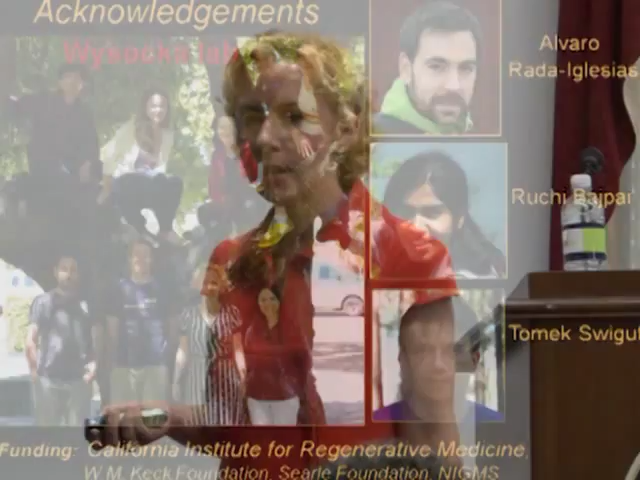 Acknowledgements
Wysocka lab
Alvaro
Rada-Iglesias
Ruchi Bajpar
Tomek Swigut
Funding: California Institute for Regenerative Medicine,
W.M. Keck Foundation, Searle Foundation, NIGMS